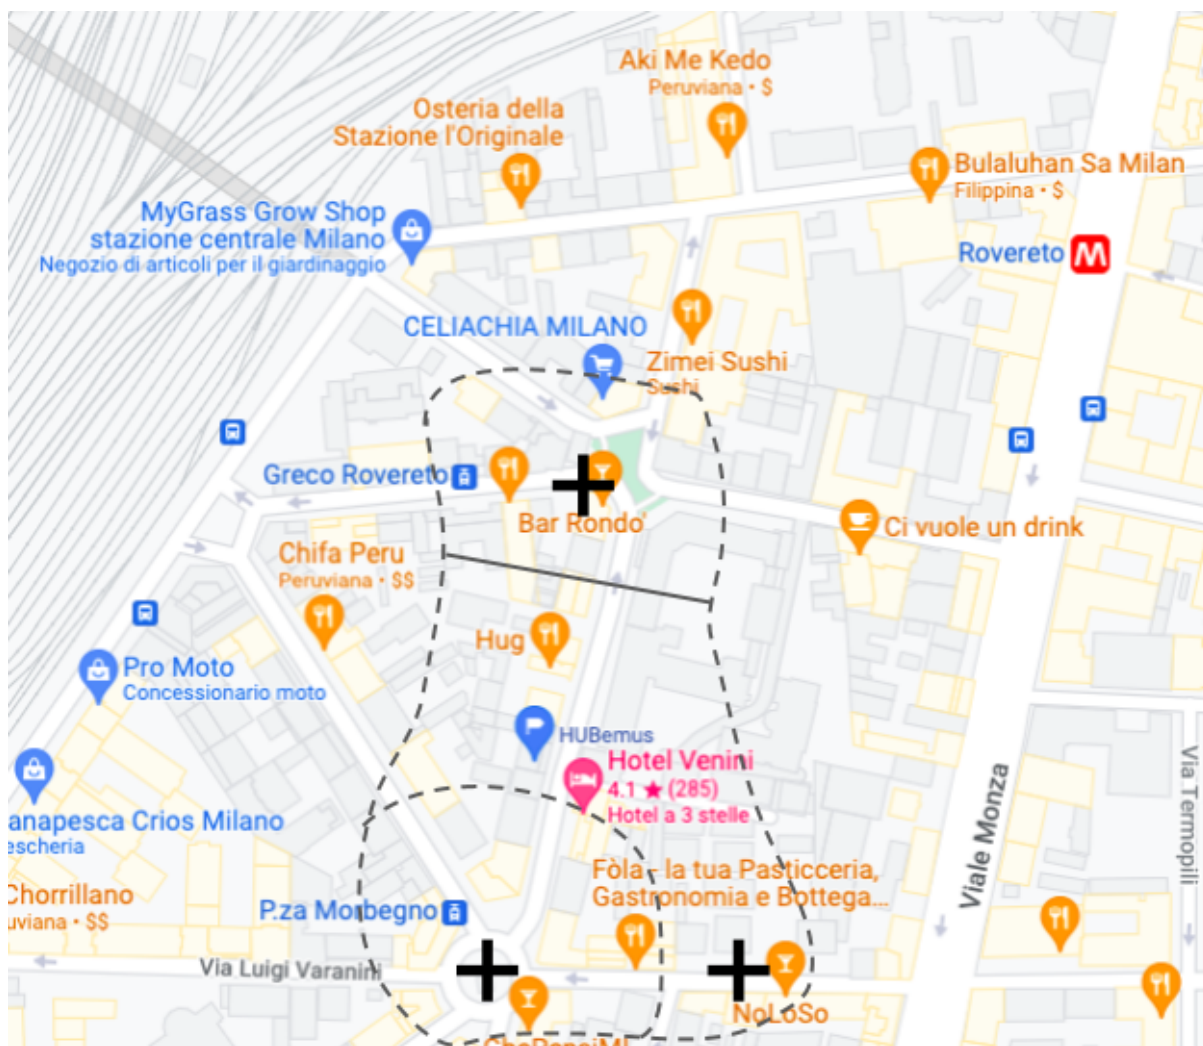 Aki Me Kedo
Peruviana • $
Osteria della
Stazione l'Originale
Bulaluhan Sa Milan
Filippina • $
MyGrass Grow Shop
stazione centrale Milano
Negozio di articoli per il giardinaggio
Rovereto
M
CELIACHIA MILANO
Zimei Sushi
Sushi
Greco Rovereto
Bar Rondo'
Ci vuole un drink
Chifa Peru
Peruviana • $$
Hug
Pro Moto
Concessionario moto
HUBemus
Hotel Venini
4.1 ★ (285)
Hotel a 3 stelle
Via Termopili
Viale Monza
anapesca Crios Milano
escheria
Fòla - la tua Pasticceria,
Gastronomia e Bottega...
Chorrillano
uviana • $$
P.za Morbegno
Via Luigi Varanini
NoLoSo